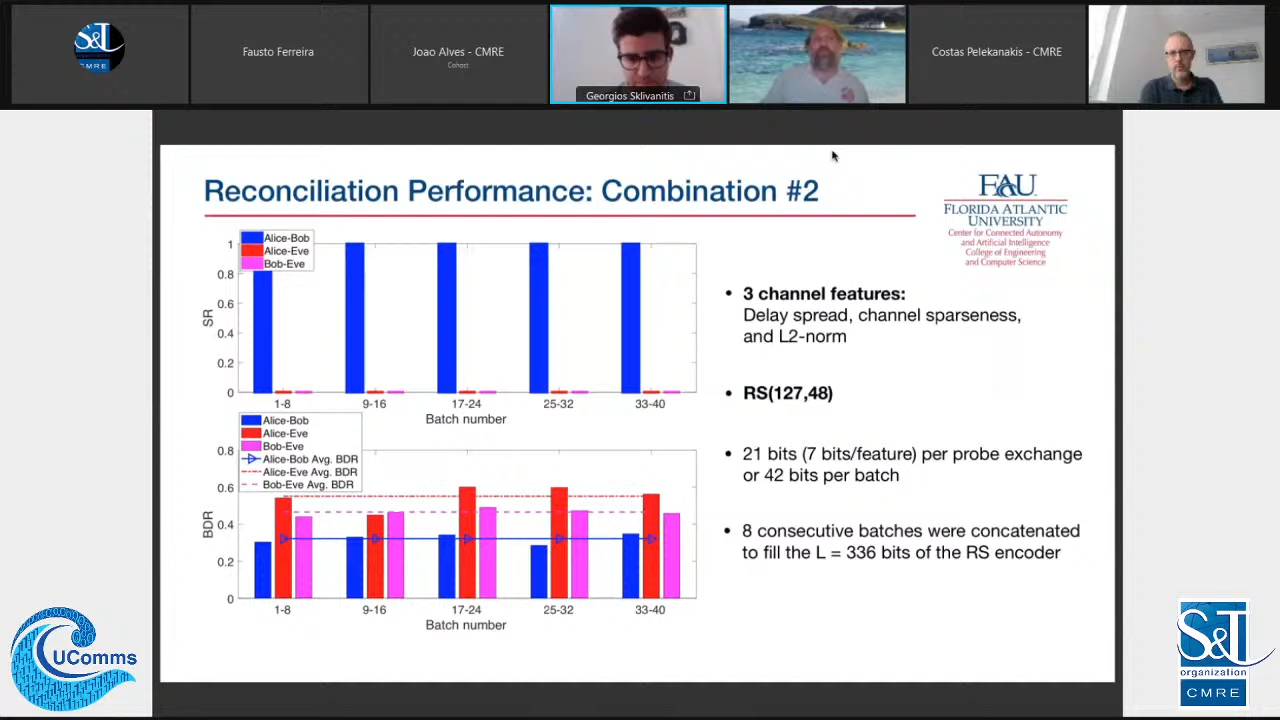 S&T
CMRE
Fausto Ferreira
Joao Alves - CMRE
Cohost
Georgios Sklivanitis
Costas Pelekanakis - CMRE
Reconciliation Performance: Combination #2
FAU
FLORIDA ATLANTIC
UNIVERSITY
Center for Connected Autonomy
and Artificial Intelligence
College of Engineering
and Computer Science
Alice-Bob
Alice-Eve
Bob-Eve
1
0.8
0.6
0.4
0.2
0
SR
1-8
9-16
17-24
25-32
33-40
Batch number
Alice-Bob
Alice-Eve
Bob-Eve
Alice-Bob Avg. BDR
Alice-Eve Avg. BDR
Bob-Eve Avg. BDR
0.8
0.6
0.4
0.2
0
BDR
1-8
9-16
17-24
25-32
33-40
Batch number
• 3 channel features:
Delay spread, channel sparseness,
and L2-norm
• RS(127,48)
• 21 bits (7 bits/feature) per probe exchange
or 42 bits per batch
• 8 consecutive batches were concatenated
to fill the L = 336 bits of the RS encoder
UComms
S&T
organization
CMRE